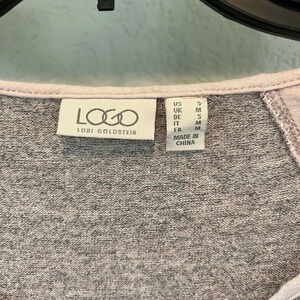 LOGO
LORI GOLDSTEIN
US S
UK M
DE S
IT M
FR M
MADE IN
CHINA